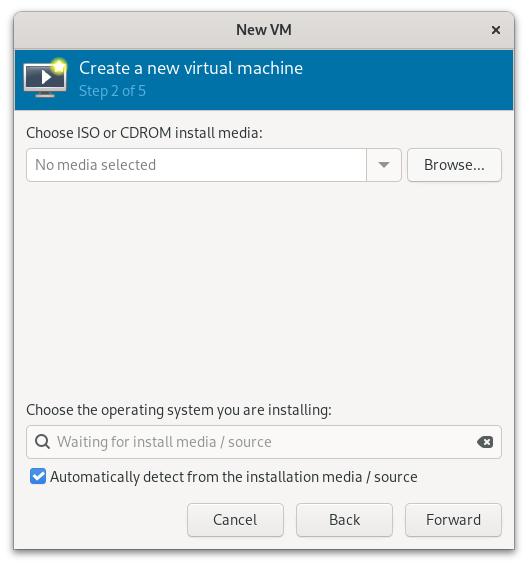 New VM
Create a new virtual machine
Step 2 of 5
Choose ISO or CDROM install media:
No media selected
Browse...
Choose the operating system you are installing:
Waiting for install media / source
Automatically detect from the installation media / source
Cancel Back Forward